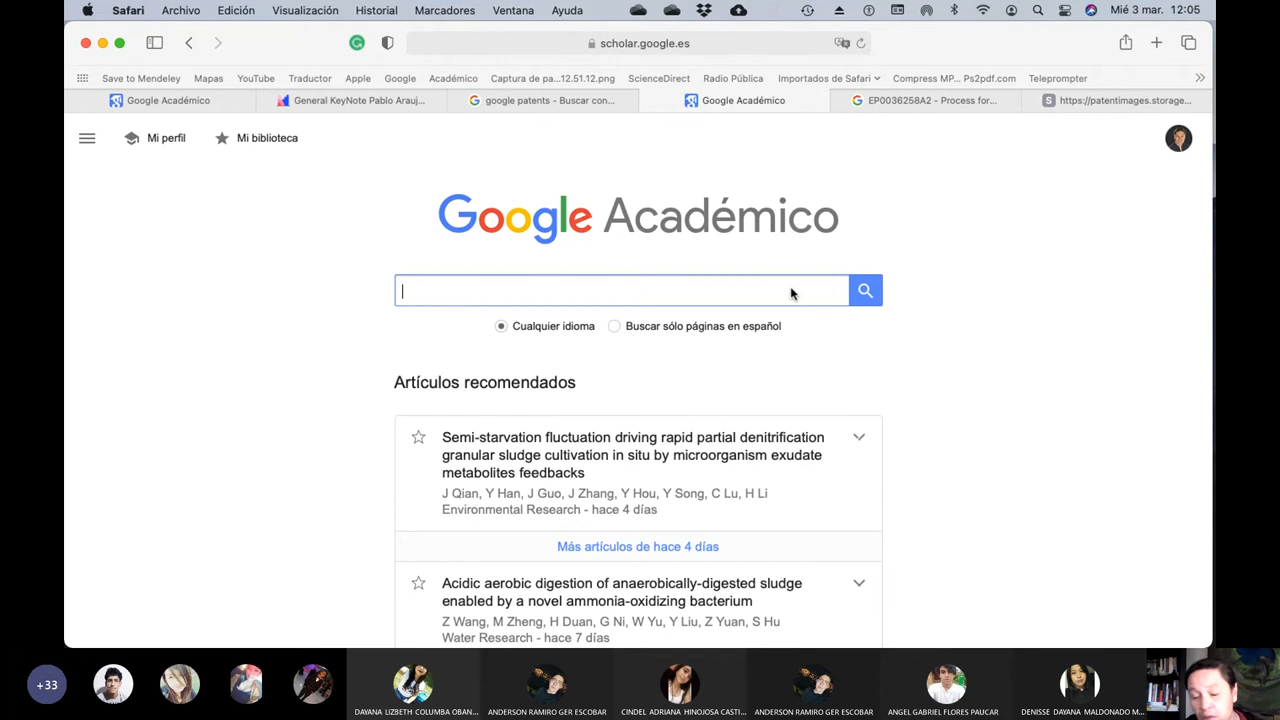 Safari Archivo Edición Visualización Historial Marcadores Ventana Ayuda Mié 3 mar. 12:05
scholar.google.es
Save to Mendeley Mapas YouTube Traductor Apple Google Académico Captura de pa...12.51.12.png ScienceDirect Radio Pública Importados de Safari Compress MP... Ps2pdf.com Teleprompter
Google Académico General KeyNote Pablo Arauj... google patents - Buscar con... Google Académico EP0036258A2 - Process for... S https://patentimages.storage...
Mi perfil Mi biblioteca
Google Académico
Cualquier idioma Buscar sólo páginas en español
Artículos recomendados
Semi-starvation fluctuation driving rapid partial denitrification
granular sludge cultivation in situ by microorganism exudate
metabolites feedbacks
J Qian, Y Han, J Guo, J Zhang, Y Hou, Y Song, C Lu, H Li
Environmental Research - hace 4 días
Más artículos de hace 4 días
Acidic aerobic digestion of anaerobically-digested sludge
enabled by a novel ammonia-oxidizing bacterium
Z Wang, M Zheng, H Duan, G Ni, W Yu, Y Liu, Z Yuan, S Hu
Water Research - hace 7 días
+33
DAYANA LIZBETH COLUMBA OBAN... ANDERSON RAMIRO GER ESCOBAR CINDEL ADRIANA HINOJOSA CASTI... ANDERSON RAMIRO GER ESCOBAR ANGEL GABRIEL FLORES PAUCAR DENISSE DAYANA MALDONADO M...